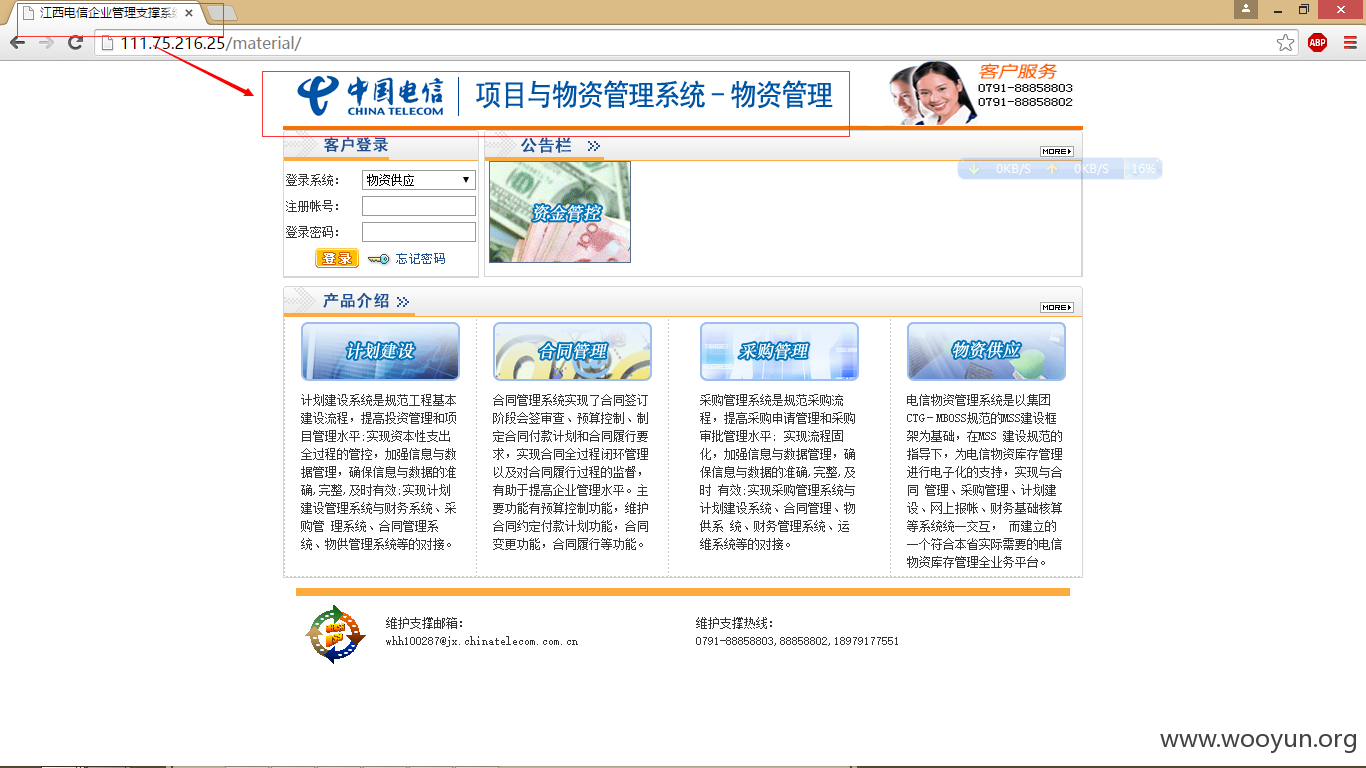 江西电信企业管理支撑系
111.75.216.25/material/
ABP
中国电信
CHINA TELECOM
项目与物资管理系统－物资管理
客户服务
0791-88858803
0791-88858802
客户登录
公告栏
MORE
登录系统：
物资供应
注册帐号：
登录密码：
登录
忘记密码
资金管控
0KB/S
0KB/S
16%
产品介绍
MORE
计划建设
合同管理
采购管理
物资供应
计划建设系统是规范工程基本
建设流程，提高投资管理和项
目管理水平;实现资本性支出
全过程的管控，加强信息与数
据管理，确保信息与数据的准
确,完整,及时有效;实现计划
建设管理系统与财务系统、采
购管 理系统、合同管理系
统、物供管理系统等的对接。
合同管理系统实现了合同签订
阶段会签审查、预算控制、制
定合同付款计划和合同履行要
求，实现合同全过程闭环管理
以及对合同履行过程的监督，
有助于提高企业管理水平。主
要功能有预算控制功能，维护
合同约定付款计划功能，合同
变更功能，合同履行等功能。
采购管理系统是规范采购流
程，提高采购申请管理和采购
审批管理水平; 实现流程固
化，加强信息与数据管理，确
保信息与数据的准确,完整,及
时 有效;实现采购管理系统与
计划建设系统、合同管理、物
供系 统、财务管理系统、运
维系统等的对接。
电信物资管理系统是以集团
CTG－MBOSS规范的MSS建设框
架为基础，在MSS 建设规范的
指导下，为电信物资库存管理
进行电子化的支持，实现与合
同 管理、采购管理、计划建
设、网上报帐、财务基础核算
等系统统一交互， 而建立的
一个符合本省实际需要的电信
物资库存管理全业务平台。
维护支撑邮箱：
whh100287@jx.chinatelecom.com.cn
维护支撑热线：
0791-88858803,88858802,18979177551
www.wooyun.org